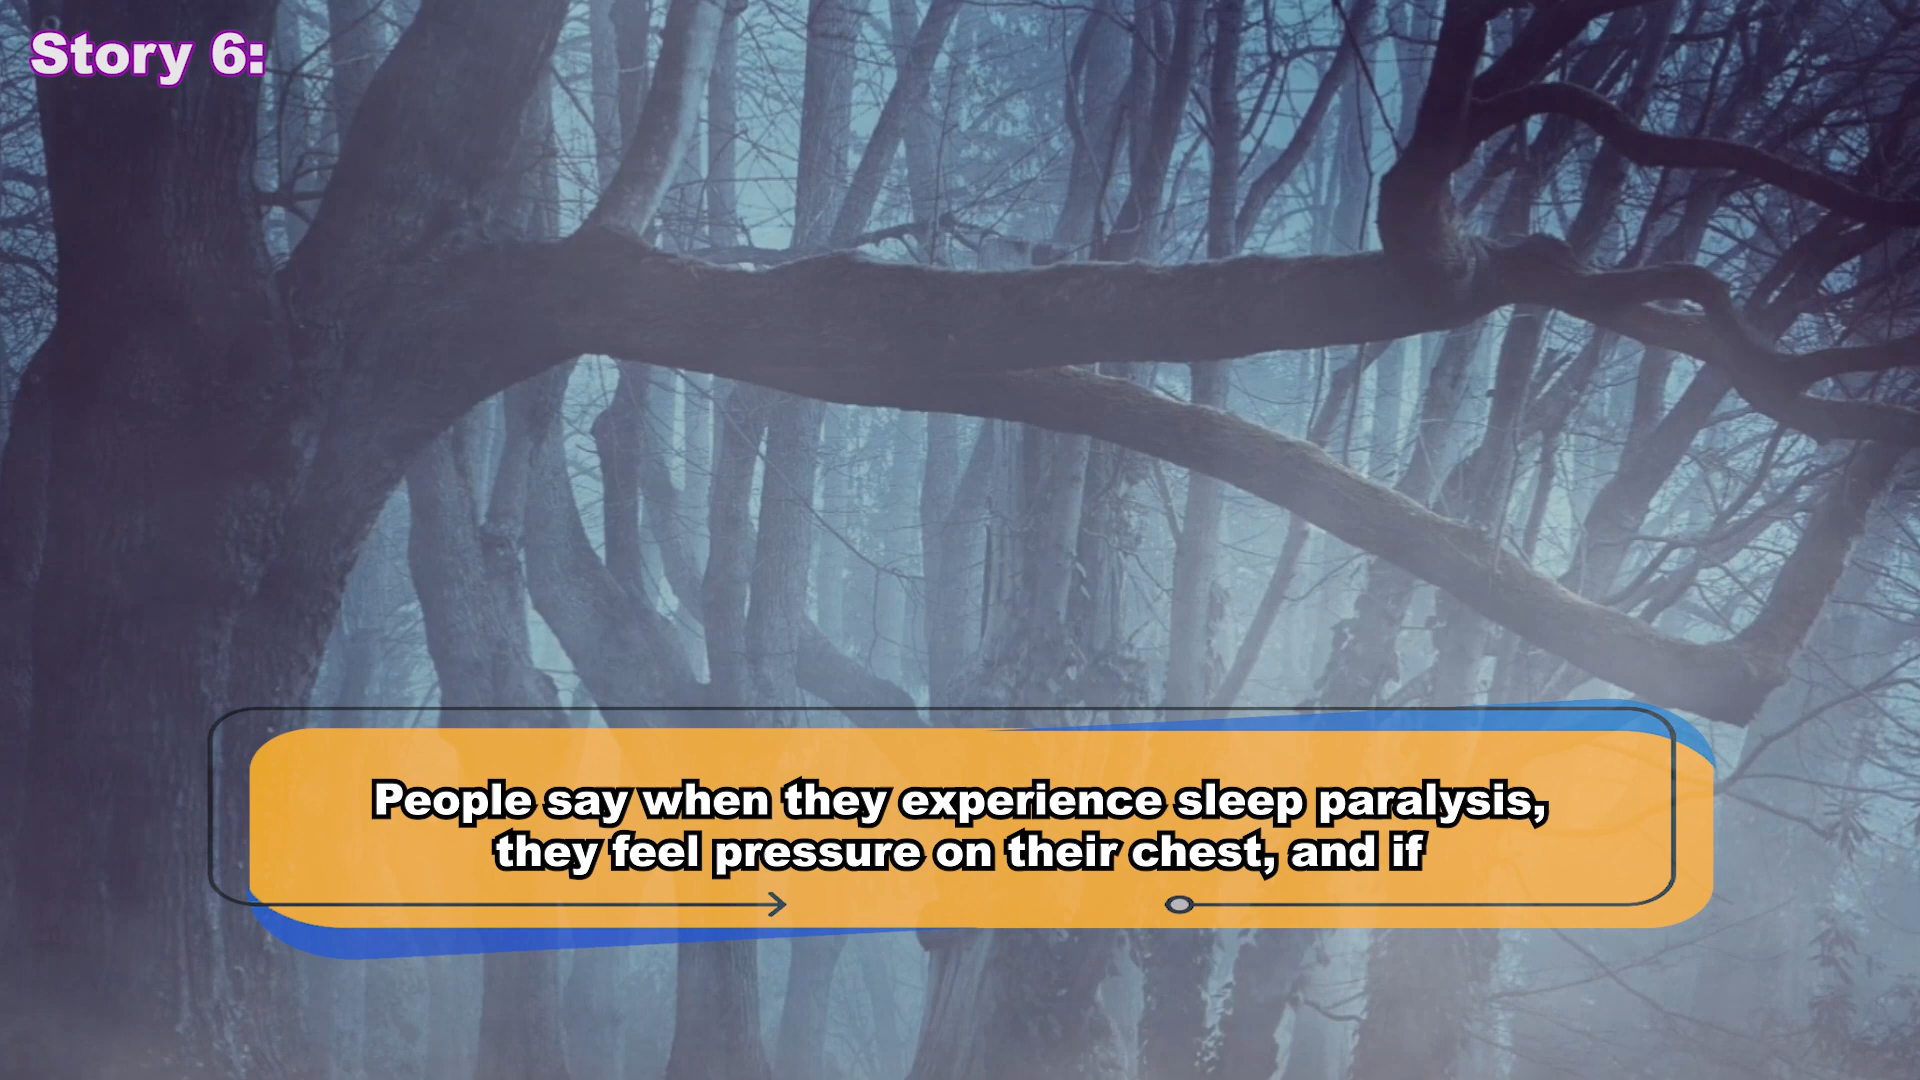 Story 6:
People say when they experience sleep paralysis,
they feel pressure on their chest, and if